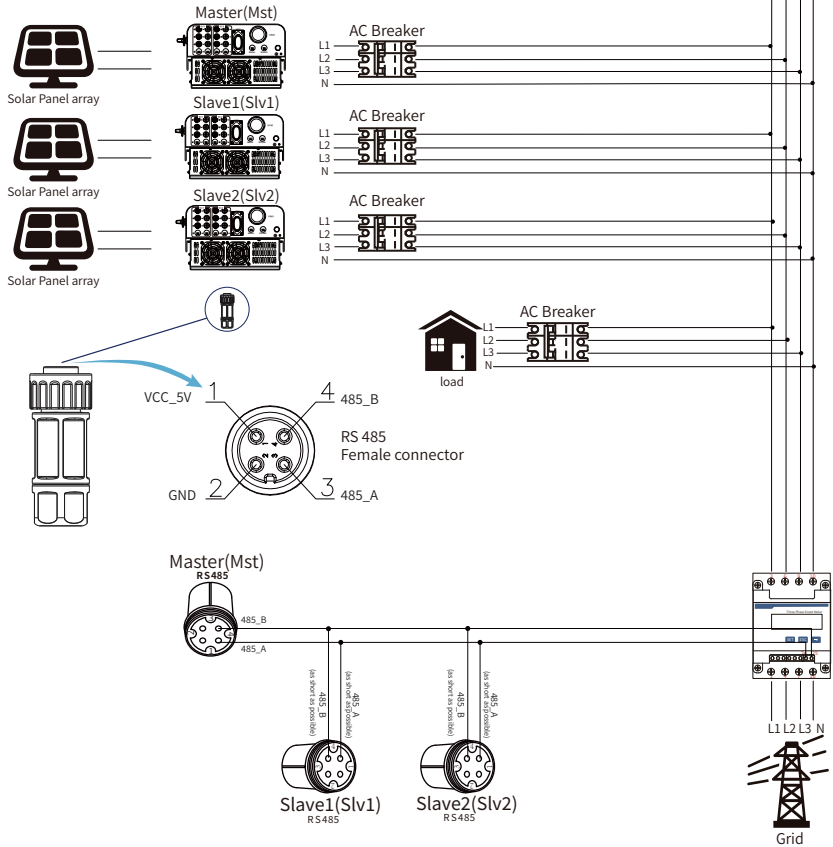 Master(Mst)
AC Breaker
L1
L2
L3
N
Solar Panel array
Slave1(Slv1)
AC Breaker
L1
L2
L3
N
Solar Panel array
Slave2(Slv2)
AC Breaker
L1
L2
L3
N
Solar Panel array
AC Breaker
L1
L2
L3
N
load
VCC_5V
1
4
485_B
1
4
2
3
RS 485
Female connector
GND
2
3
485_A
Master(Mst)
RS485
485_B
485_A
485_B
(as short as possible)
485_A
(as short as possible)
485_B
(as short as possible)
485_A
(as short as possible)
Slave1(Slv1)
RS485
Slave2(Slv2)
RS485
L1 L2 L3 N
Grid